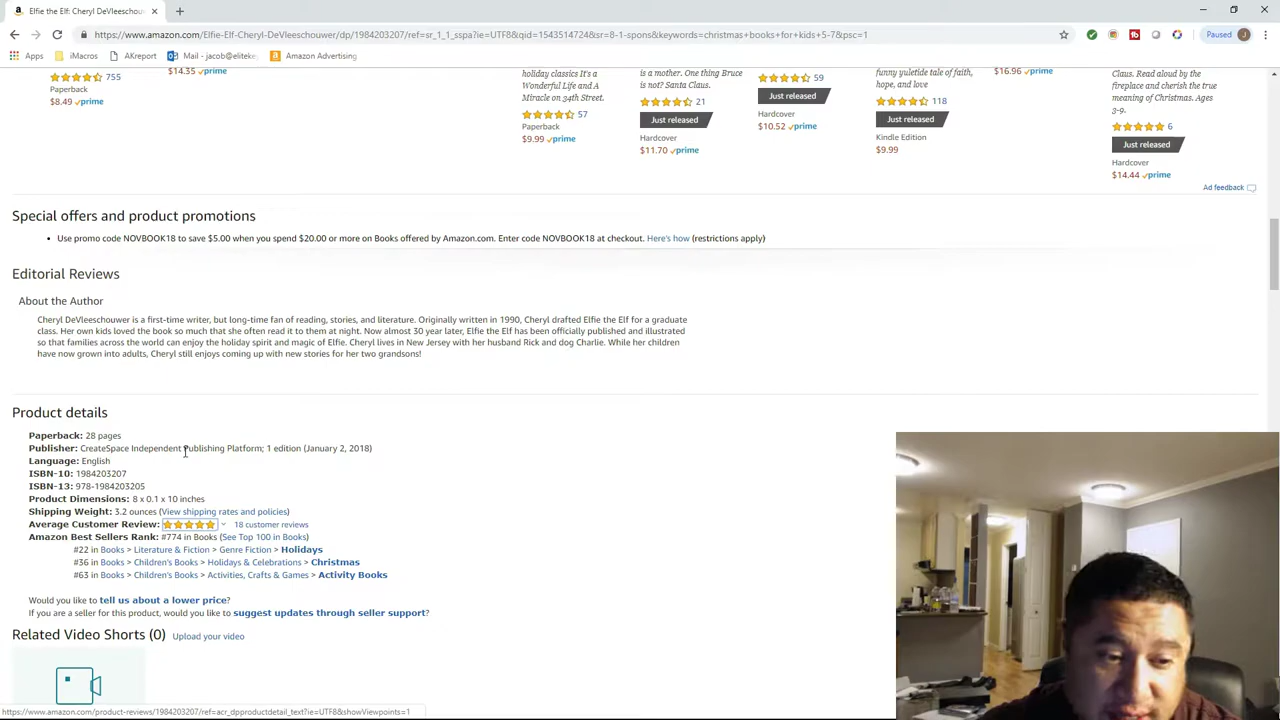 Elfie the Elf: Cheryl DeVleeschouwer
https://www.amazon.com/Elfie-Elf-Cheryl-DeVleeschouwer/dp/1984203207/ref=sr_1_1_sspa?ie=UTF8&qid=1543514724&sr=8-1-spons&keywords=christmas+books+for+kids+5-7&psc=1
Paused J
Apps iMacros AKreport Mail - jacob@eliteke Amazon Advertising
755
Paperback
$8.49 prime
$14.35 prime
holiday classics It's a
Wonderful Life and A
Miracle on 34th Street.
57
Paperback
$9.99 prime
is a mother. One thing Bruce
is not? Santa Claus.
21
Just released
Hardcover
$11.70 prime
59
Just released
Hardcover
$10.52 prime
funny yuletide tale of faith,
hope, and love
118
Just released
Kindle Edition
$9.99
$16.96 prime
Claus. Read aloud by the
fireplace and cherish the true
meaning of Christmas. Ages
3-9.
6
Just released
Hardcover
$14.44 prime
Ad feedback
Special offers and product promotions
Use promo code NOVBOOK18 to save $5.00 when you spend $20.00 or more on Books offered by Amazon.com. Enter code NOVBOOK18 at checkout. Here's how (restrictions apply)
Editorial Reviews
About the Author
Cheryl DeVleeschouwer is a first-time writer, but long-time fan of reading, stories, and literature. Originally written in 1990, Cheryl drafted Elfie the Elf for a graduate
class. Her own kids loved the book so much that she often read it to them at night. Now almost 30 year later, Elfie the Elf has been officially published and illustrated
so that families across the world can enjoy the holiday spirit and magic of Elfie. Cheryl lives in New Jersey with her husband Rick and dog Charlie. While her children
have now grown into adults, Cheryl still enjoys coming up with new stories for her two grandsons!
Product details
Paperback: 28 pages
Publisher: CreateSpace Independent Publishing Platform; 1 edition (January 2, 2018)
Language: English
ISBN-10: 1984203207
ISBN-13: 978-1984203205
Product Dimensions: 8 x 0.1 x 10 inches
Shipping Weight: 3.2 ounces (View shipping rates and policies)
Average Customer Review: 18 customer reviews
Amazon Best Sellers Rank: #774 in Books (See Top 100 in Books)
#22 in Books > Literature & Fiction > Genre Fiction > Holidays
#36 in Books > Children's Books > Holidays & Celebrations > Christmas
#63 in Books > Children's Books > Activities, Crafts & Games > Activity Books
Would you like to tell us about a lower price?
If you are a seller for this product, would you like to suggest updates through seller support?
Related Video Shorts (0) Upload your video
https://www.amazon.com/product-reviews/1984203207/ref=acr_dpproductdetail_text?ie=UTF8&showViewpoints=1